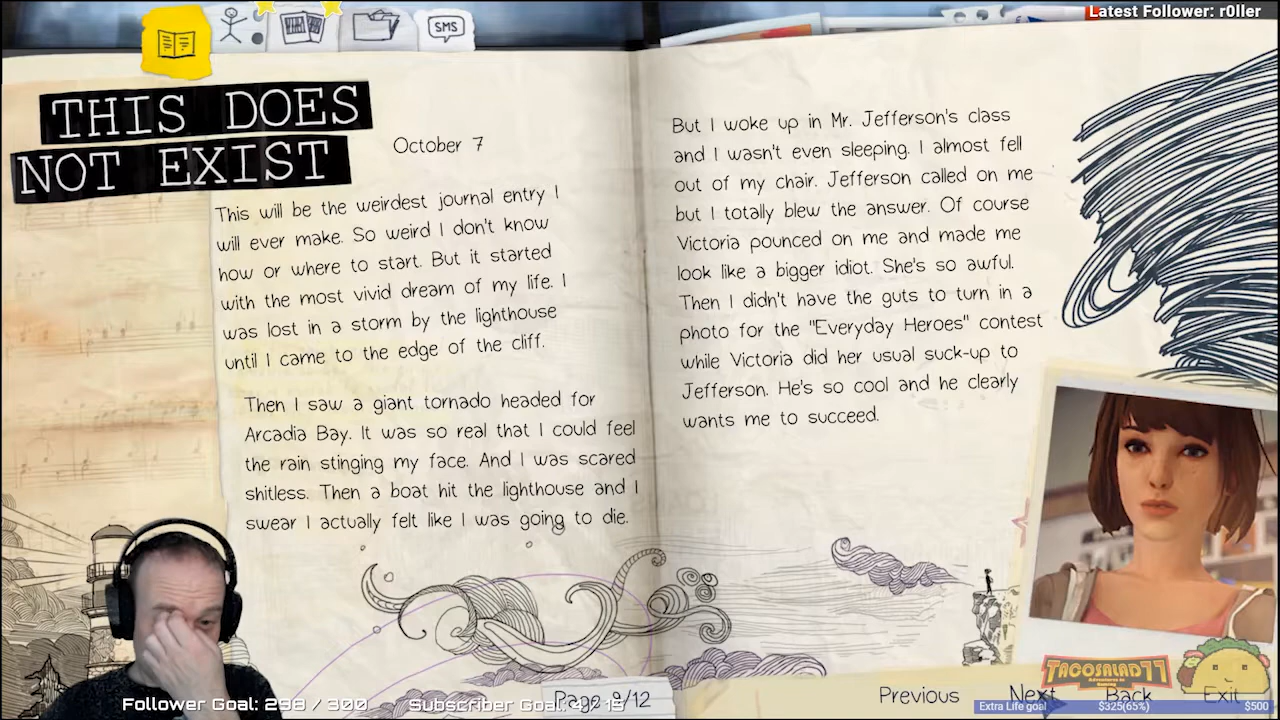 Latest Follower: r0ller
SMS
THIS DOES
NOT EXIST
October 7
This will be the weirdest journal entry I
will ever make. So weird I don't know
how or where to start. But it started
with the most vivid dream of my life. I
was lost in a storm by the lighthouse
until I came to the edge of the cliff.
Then I saw a giant tornado headed for
Arcadia Bay. It was so real that I could feel
the rain stinging my face. And I was scared
shitless. Then a boat hit the lighthouse and I
swear I actually felt like I was going to die.
But I woke up in Mr. Jefferson's class
and I wasn't even sleeping. I almost fell
out of my chair. Jefferson called on me
but I totally blew the answer. Of course
Victoria pounced on me and made me
look like a bigger idiot. She's so awful.
Then I didn't have the guts to turn in a
photo for the "Everyday Heroes" contest
while Victoria did her usual suck-up to
Jefferson. He's so cool and he clearly
wants me to succeed.
TACOSALAD77
Follower Goal: 298 / 300
Subscriber Goal:
Page 9/12
Previous
Next
Back
Exit
Extra Life goal
$325(65%)
$500